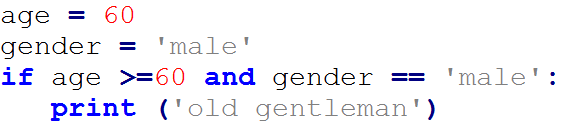 age = 60
gender = 'male'
if age >=60 and gender == 'male':
   print ('old gentleman')